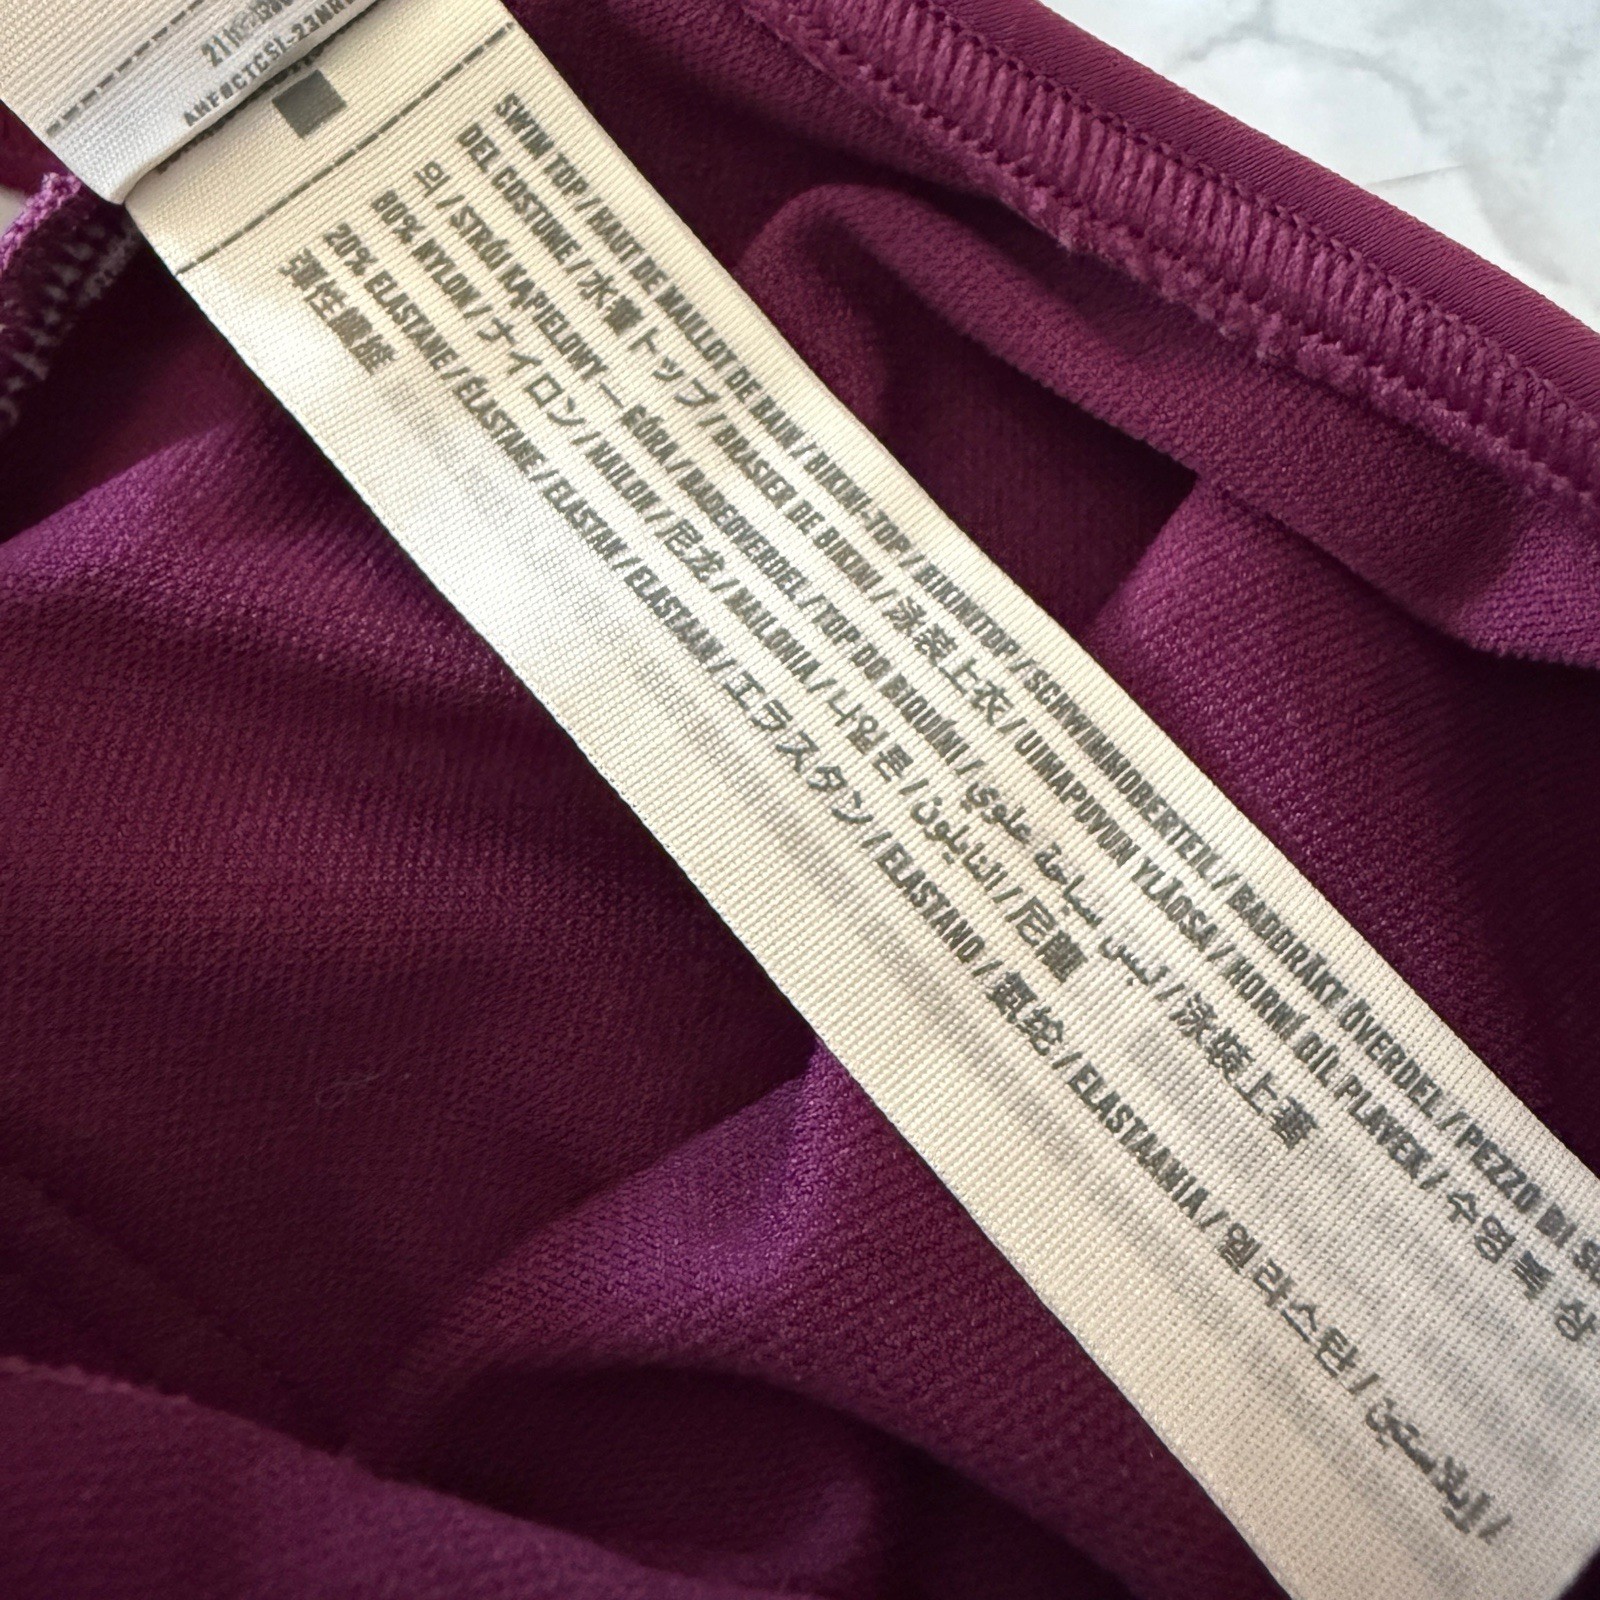 SWIM TOP / HAUT DE MAILLOT DE BAIN / BIKINI-TOP / BIKINITOP / SCHWIMMOBERTEIL / BADDRÄKT ÖVERDEL / PEZZO DI SO
DEL COSTUME / 水着トップ / BRASIER DE BIKINI / 泳装上衣 / UIMAPUVUN YLÄOSA / HORNÍ DÍL PLAVEK / 수영복 상
의 / STRÓJ KĄPIELOWY — GÓRA / BADEOVERDEL / TOP DO BIQUÍNI / لبس سباحة علوي / 泳裝上著
80% NYLON / ナイロン / NAILON / 尼龙 / NAILONIA / 나일론 / النايلون / 尼龍
20% ELASTANE / ÉLASTANE / ELASTAN / ELASTAAN / エラスタン / ELASTANO / 氨纶 / ELASTAANIA / 엘라스탄 /
彈性纖維